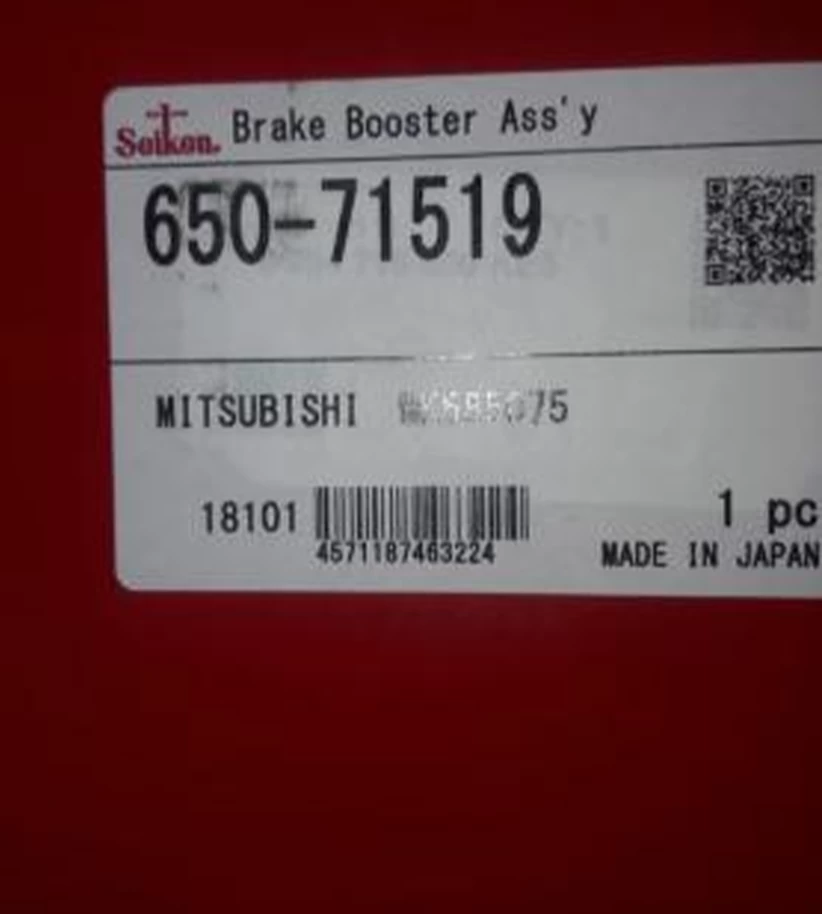 Seiken. Brake Booster Ass'y
650-71519
MITSUBISHI
18101
4571187463224
1 pc
MADE IN JAPAN